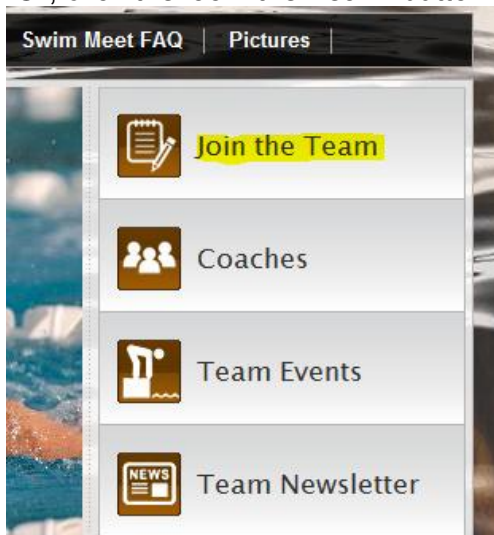 Swim Meet FAQ | Pictures |
Join the Team
Coaches
Team Events
NEWS
Team Newsletter